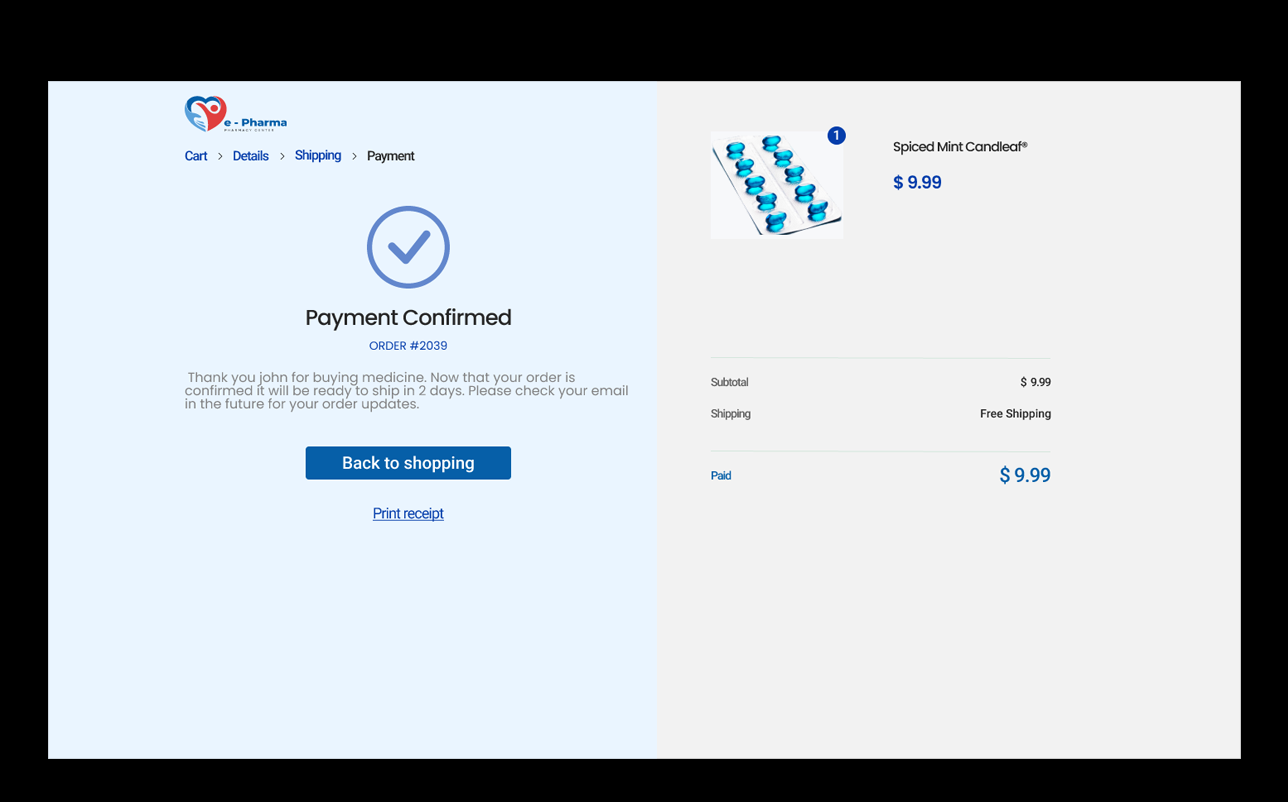 e - Pharma
PHARMACY CENTER
Cart > Details > Shipping > Payment
Payment Confirmed
ORDER #2039
Thank you john for buying medicine. Now that your order is
confirmed it will be ready to ship in 2 days. Please check your email
in the future for your order updates.
Back to shopping
Print receipt
1
Spiced Mint Candleaf®
$ 9.99
Subtotal $ 9.99
Shipping Free Shipping
Paid $ 9.99